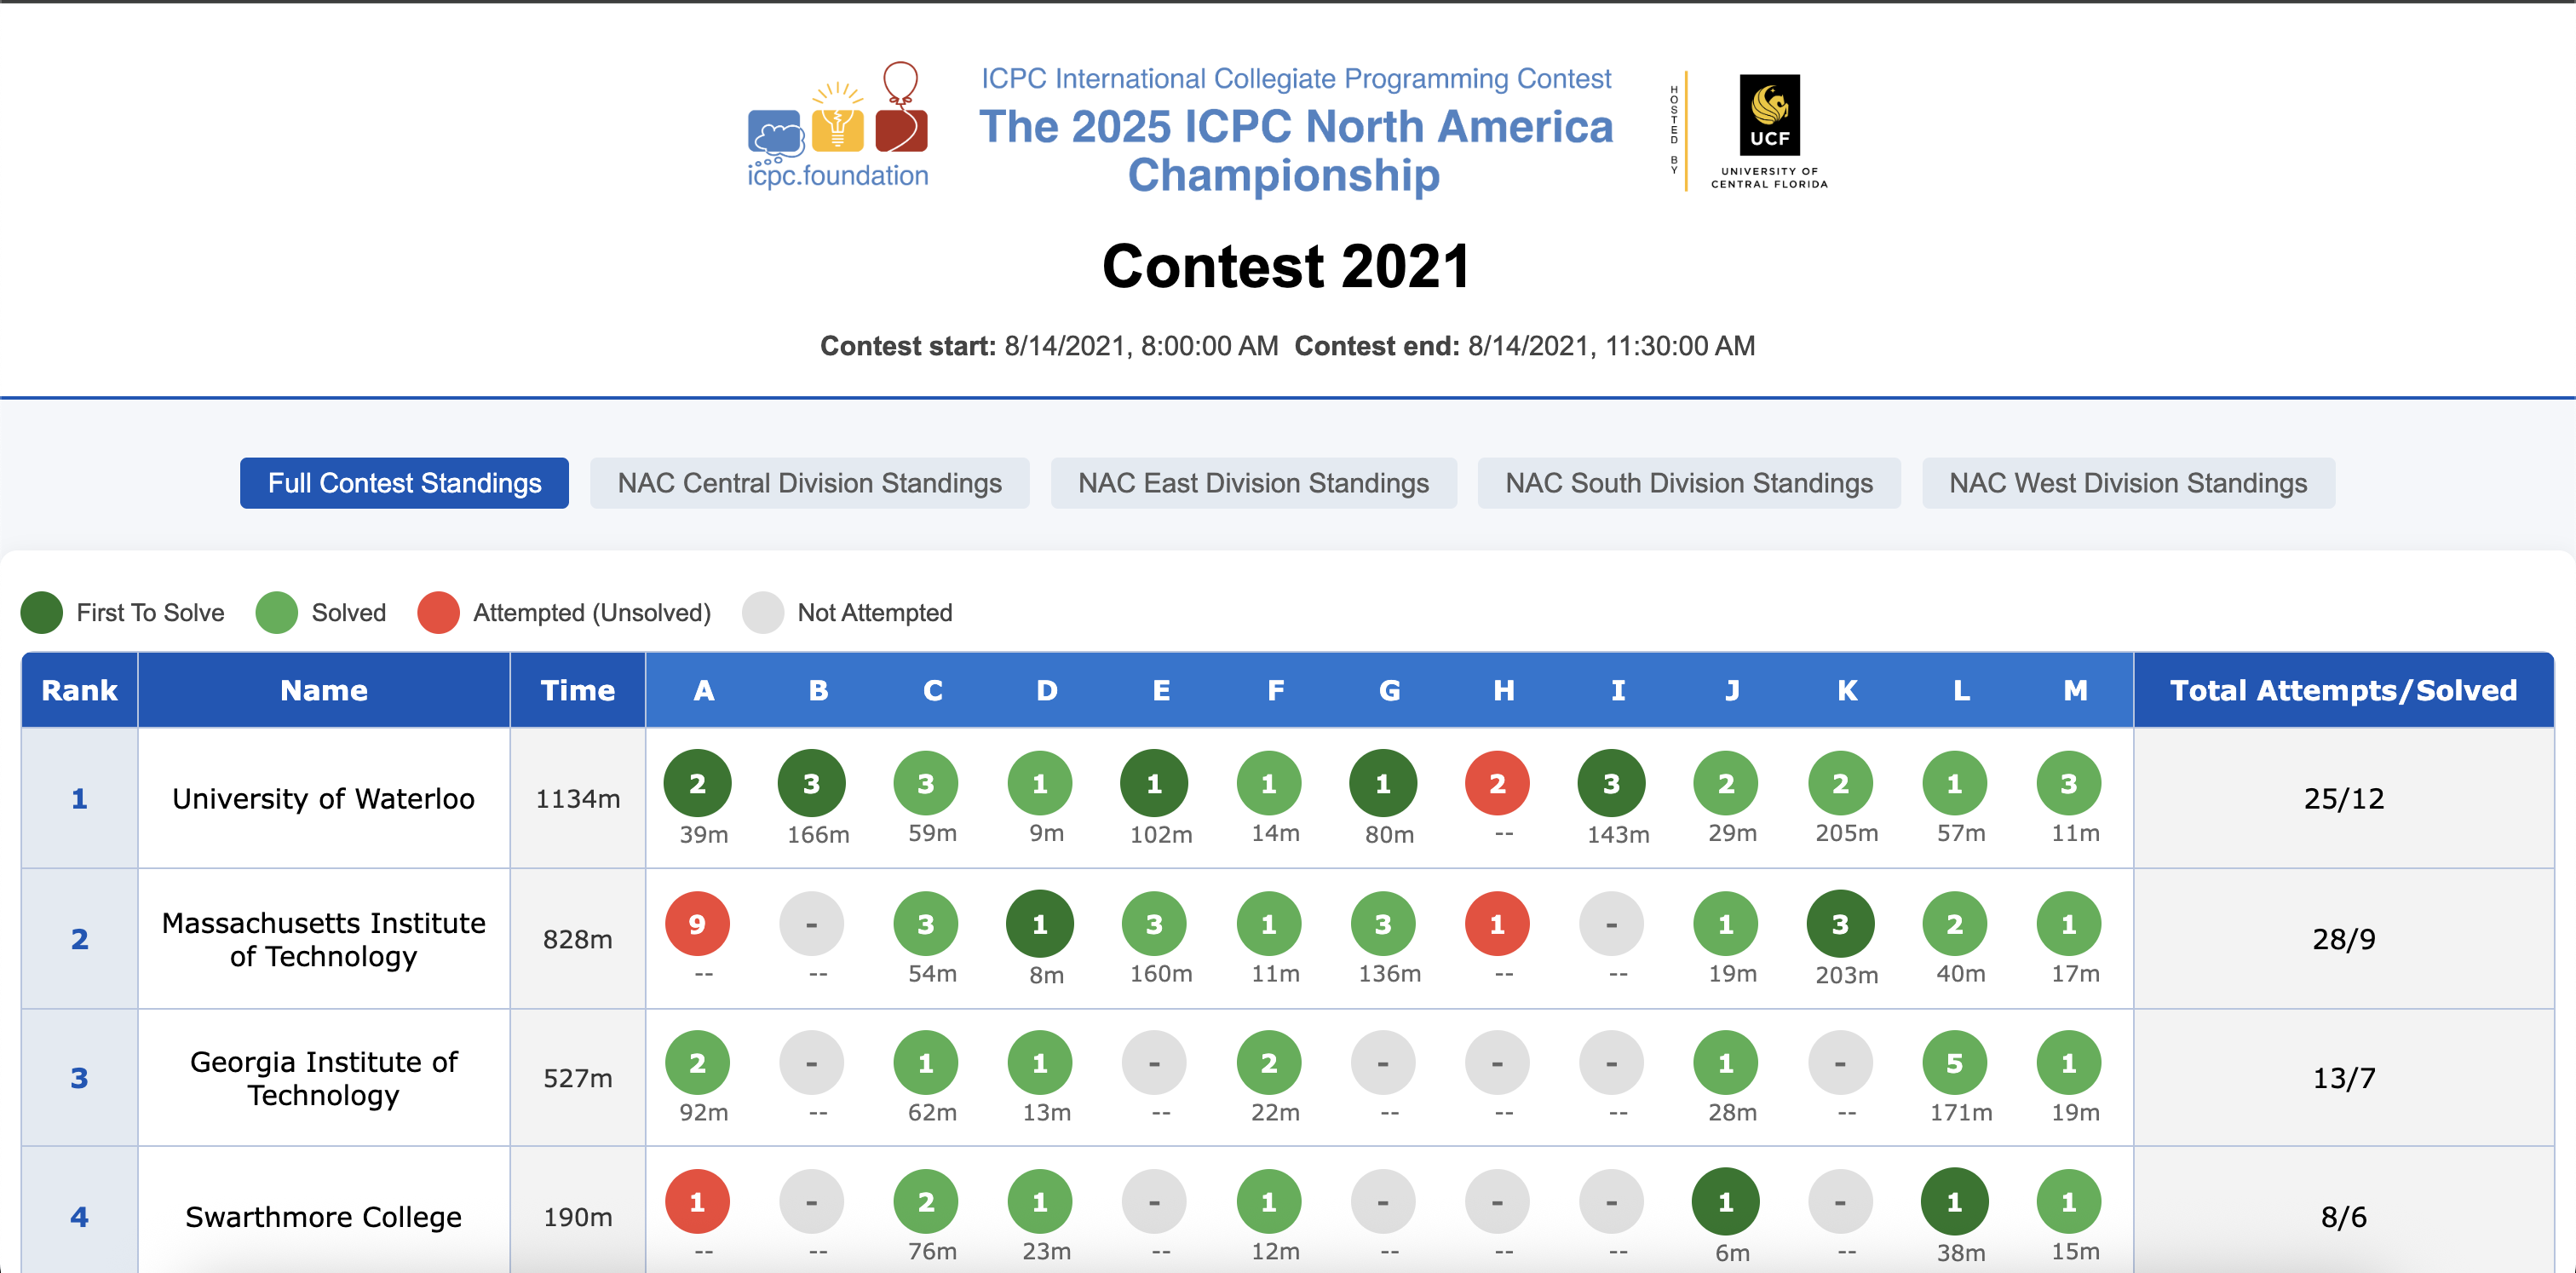 icpc.foundation
ICPC International Collegiate Programming Contest
The 2025 ICPC North America
Championship
HOSTED BY
UCF
UNIVERSITY OF
CENTRAL FLORIDA
Contest 2021
Contest start: 8/14/2021, 8:00:00 AM Contest end: 8/14/2021, 11:30:00 AM
Full Contest Standings NAC Central Division Standings NAC East Division Standings NAC South Division Standings NAC West Division Standings
First To Solve Solved Attempted (Unsolved) Not Attempted
Rank Name Time A B C D E F G H I J K L M Total Attempts/Solved
1 University of Waterloo 1134m 2 3 3 1 1 1 1 2 3 2 2 1 3 25/12
39m 166m 59m 9m 102m 14m 80m -- 143m 29m 205m 57m 11m
2 Massachusetts Institute of Technology 828m 9 - 3 1 3 1 3 1 - 1 3 2 1 28/9
-- -- 54m 8m 160m 11m 136m -- -- 19m 203m 40m 17m
3 Georgia Institute of Technology 527m 2 - 1 1 - 2 - - - 1 - 5 1 13/7
92m -- 62m 13m -- 22m -- -- -- 28m -- 171m 19m
4 Swarthmore College 190m 1 - 2 1 - 1 - - - 1 - 1 1 8/6
-- -- 76m 23m -- 12m -- -- -- 6m -- 38m 15m